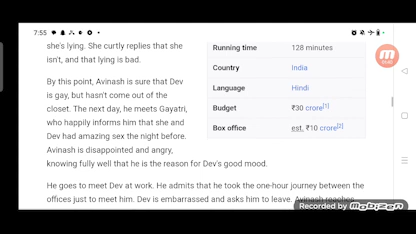 7:55
she's lying. She curtly replies that she
isn't, and that lying is bad.
Running time 128 minutes
Country India
Language Hindi
Budget ₹30 crore[1]
Box office est. ₹10 crore[2]
By this point, Avinash is sure that Dev
is gay, but hasn't come out of the
closet. The next day, he meets Gayatri,
who happily informs him that she and
Dev had amazing sex the night before.
Avinash is disappointed and angry,
knowing fully well that he is the reason for Dev's good mood.
He goes to meet Dev at work. He admits that he took the one-hour journey between the
offices just to meet him. Dev is embarrassed and asks him to leave. Avinash reaches
Recorded by Mobizen